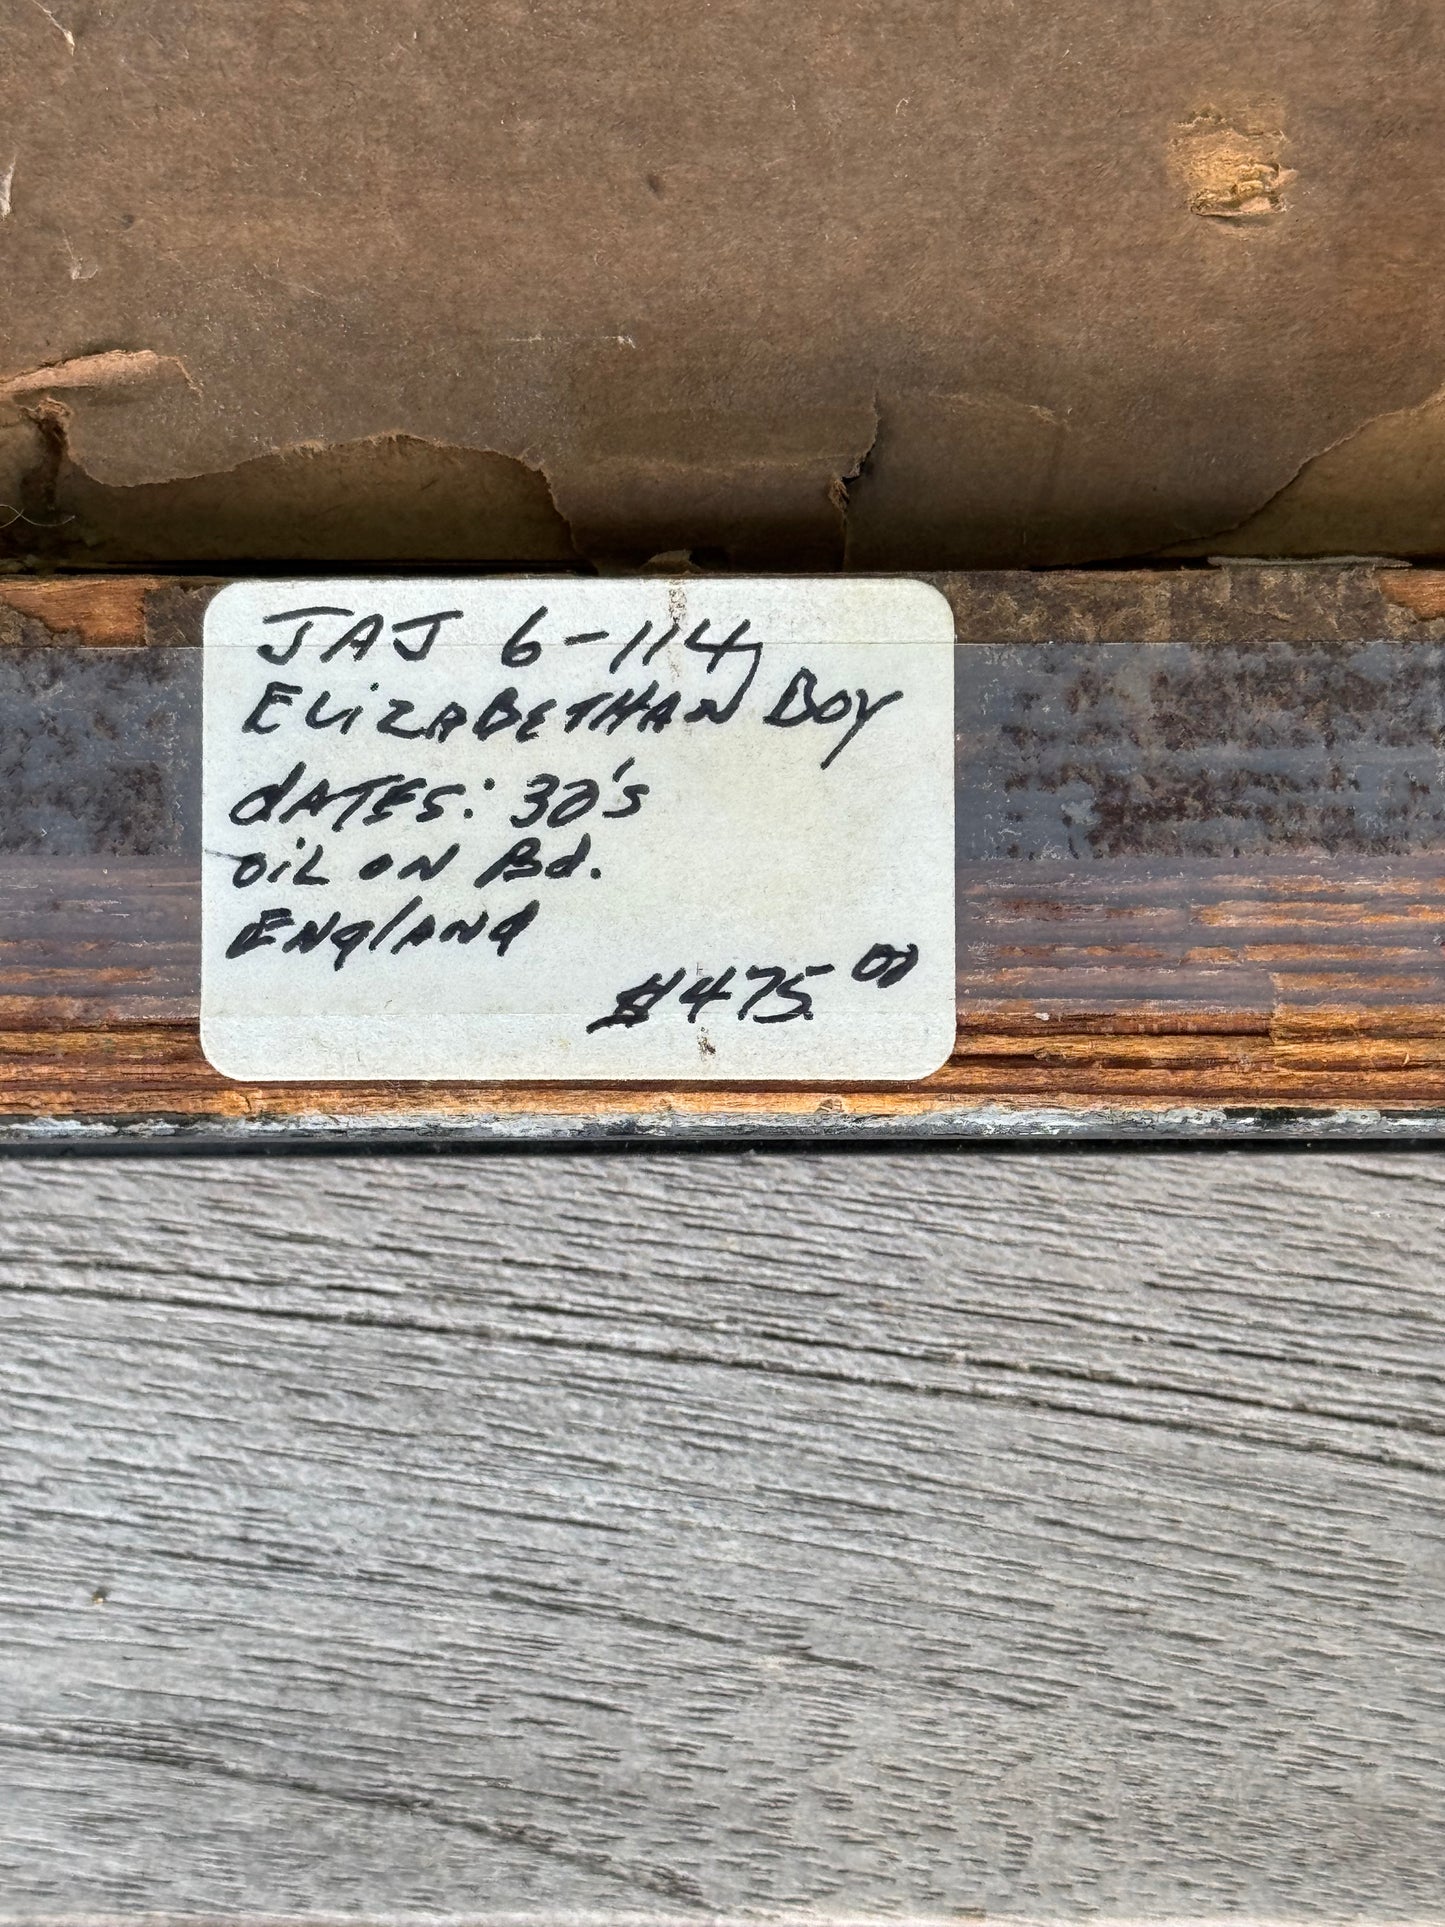 JAJ 6-114
ELiZABETHAN Boy
dATES: 30's
OiL ON Bd.
ENglANd
$475.00